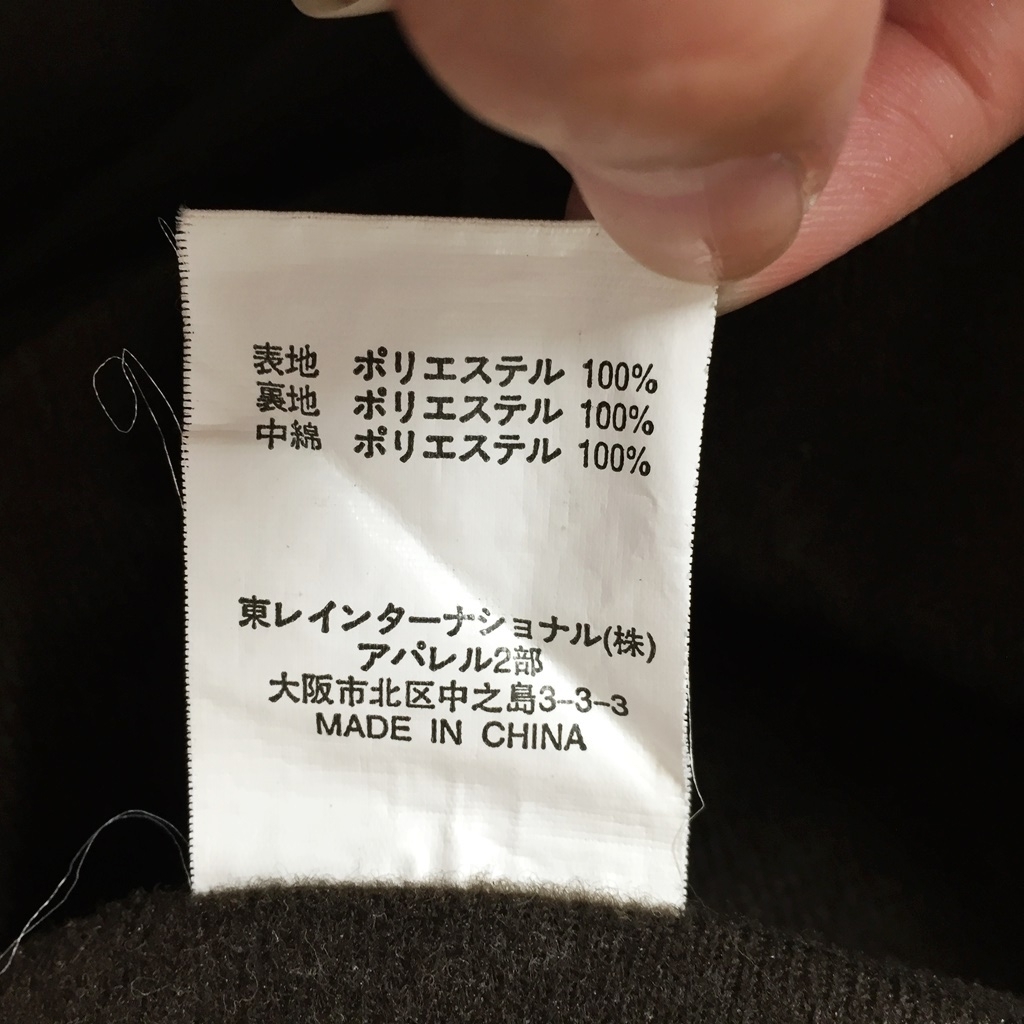 表地 ポリエステル 100%
裏地 ポリエステル 100%
中綿 ポリエステル 100%
東レインターナショナル(株)
アパレル2部
大阪市北区中之島3-3-3
MADE IN CHINA